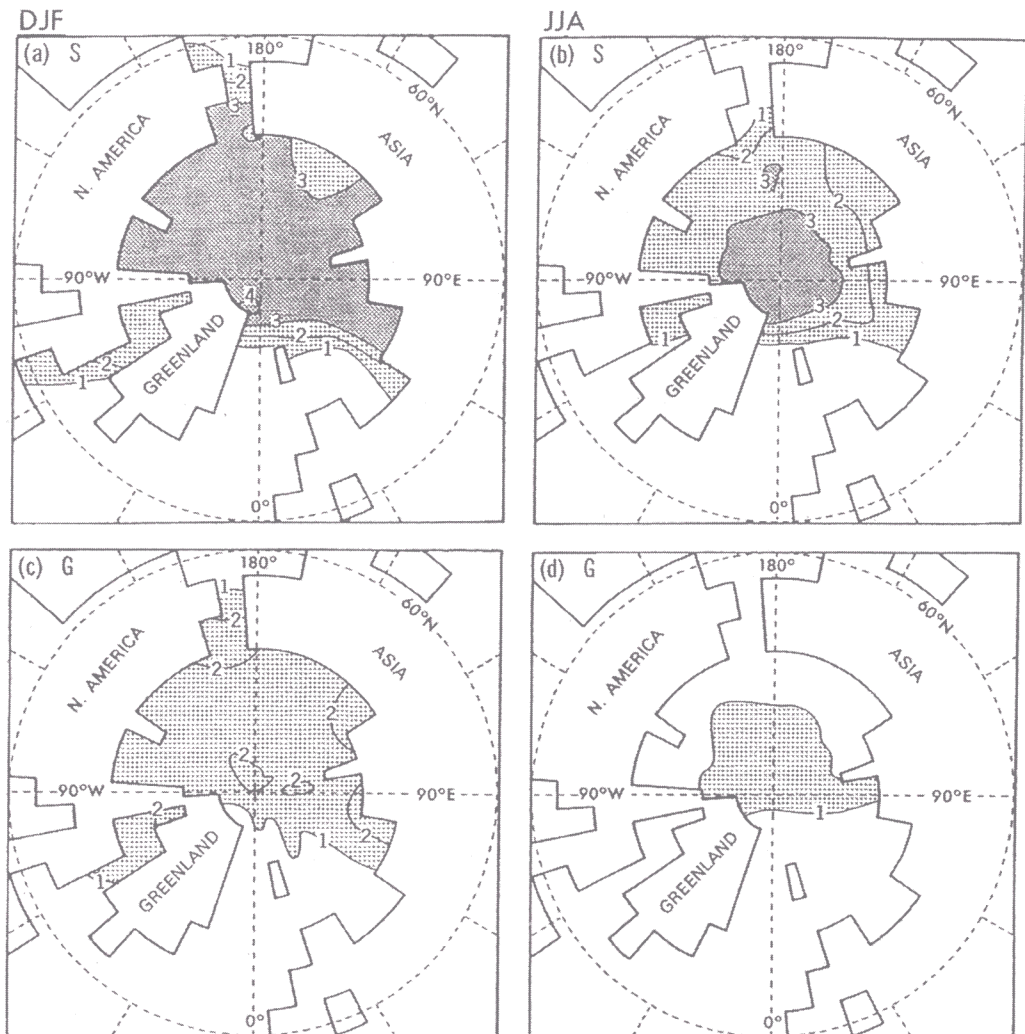 DJF
JJA
(a) S
180°
60°N
N. AMERICA
ASIA
90°W
90°E
GREENLAND
0°
1
2
3
4
3
4
3
2
1
2
1
(b) S
180°
60°N
N. AMERICA
ASIA
90°W
90°E
GREENLAND
0°
1
2
3
2
3
3
2
1
1
(c) G
180°
60°N
N. AMERICA
ASIA
90°W
90°E
GREENLAND
0°
1
2
2
2
2
2
2
1
2
1
(d) G
180°
60°N
N. AMERICA
ASIA
90°W
90°E
GREENLAND
0°
1